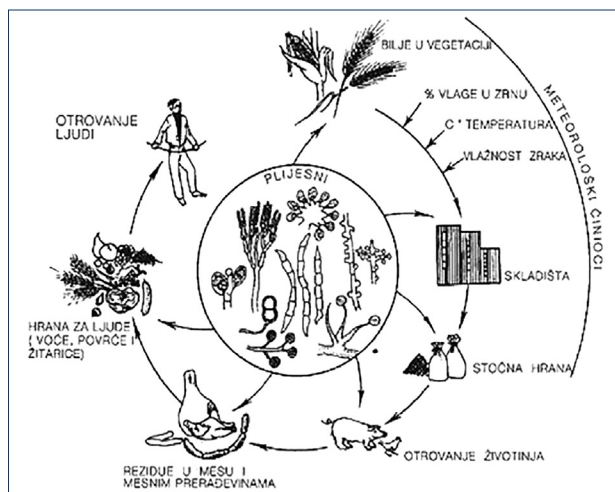 BILJE U VEGETACIJI
% VLAGE U ZRNU
C° TEMPERATURA
VLAŽNOST ZRAKA
METEOROLOŠKI ČINIOCI
OTROVANJE
LJUDI
PLIJESNI
SKLADIŠTA
HRANA ZA LJUDE
( VOĆE, POVRĆE I
ŽITARICE)
STOČNA HRANA
OTROVANJE ŽIVOTINJA
REZIDUE U MESU I
MESNIM PRERAĐEVINAMA